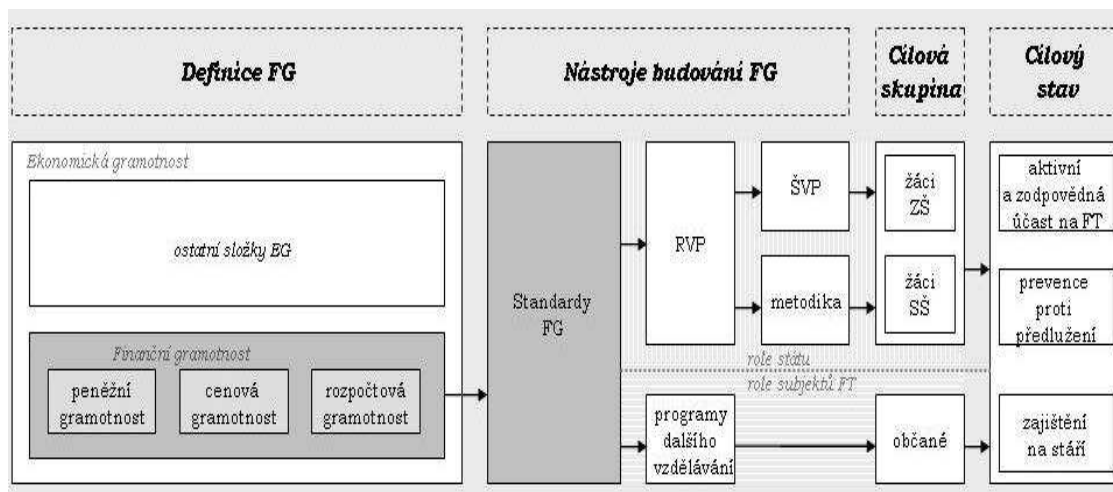 Definice FG
Nástroje budování FG
Cílová
skupina
Cílový
stav
Ekonomická gramotnost
ostatní složky EG
Finanční gramotnost
peněžní
gramotnost
cenová
gramotnost
rozpočtová
gramotnost
Standardy
FG
RVP
ŠVP
metodika
role státu
role subjektů FT
programy
dalšího
vzdělávání
žáci
ZŠ
žáci
SŠ
občané
aktivní
a zodpovědná
účast na FT
prevence
proti
předlužení
zajištění
na stáří